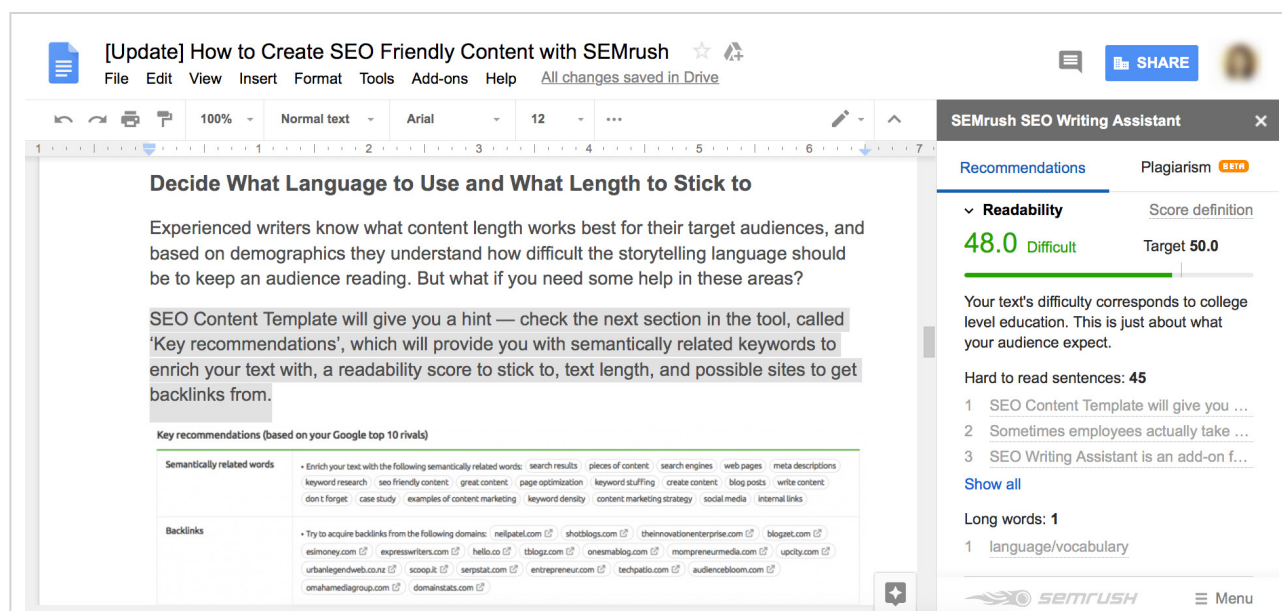 [Update] How to Create SEO Friendly Content with SEMrush
File Edit View Insert Format Tools Add-ons Help All changes saved in Drive
SHARE
100% Normal text Arial 12
1 1 2 3 4 5 6 7
SEMrush SEO Writing Assistant
Recommendations Plagiarism BETA
Decide What Language to Use and What Length to Stick to
Experienced writers know what content length works best for their target audiences, and
based on demographics they understand how difficult the storytelling language should
be to keep an audience reading. But what if you need some help in these areas?
SEO Content Template will give you a hint — check the next section in the tool, called
‘Key recommendations’, which will provide you with semantically related keywords to
enrich your text with, a readability score to stick to, text length, and possible sites to get
backlinks from.
Key recommendations (based on your Google top 10 rivals)
Semantically related words
• Enrich your text with the following semantically related words: search results pieces of content search engines web pages meta descriptions
keyword research seo friendly content great content page optimization keyword stuffing create content blog posts write content
don t forget case study examples of content marketing keyword density content marketing strategy social media internal links
Backlinks
• Try to acquire backlinks from the following domains: neilpatel.com shotblogs.com theinnovationenterprise.com blogzet.com
esimoney.com expresswriters.com hello.co tblogz.com onesmablog.com mompreneurmedia.com upcity.com
urbanlegendweb.co.nz scoop.it serpstat.com entrepreneur.com techpatio.com audiencebloom.com
omahamediagroup.com domainstats.com
Readability Score definition
48.0 Difficult Target 50.0
Your text's difficulty corresponds to college
level education. This is just about what
your audience expect.
Hard to read sentences: 45
1 SEO Content Template will give you ...
2 Sometimes employees actually take ...
3 SEO Writing Assistant is an add-on f...
Show all
Long words: 1
1 language/vocabulary
semrush Menu